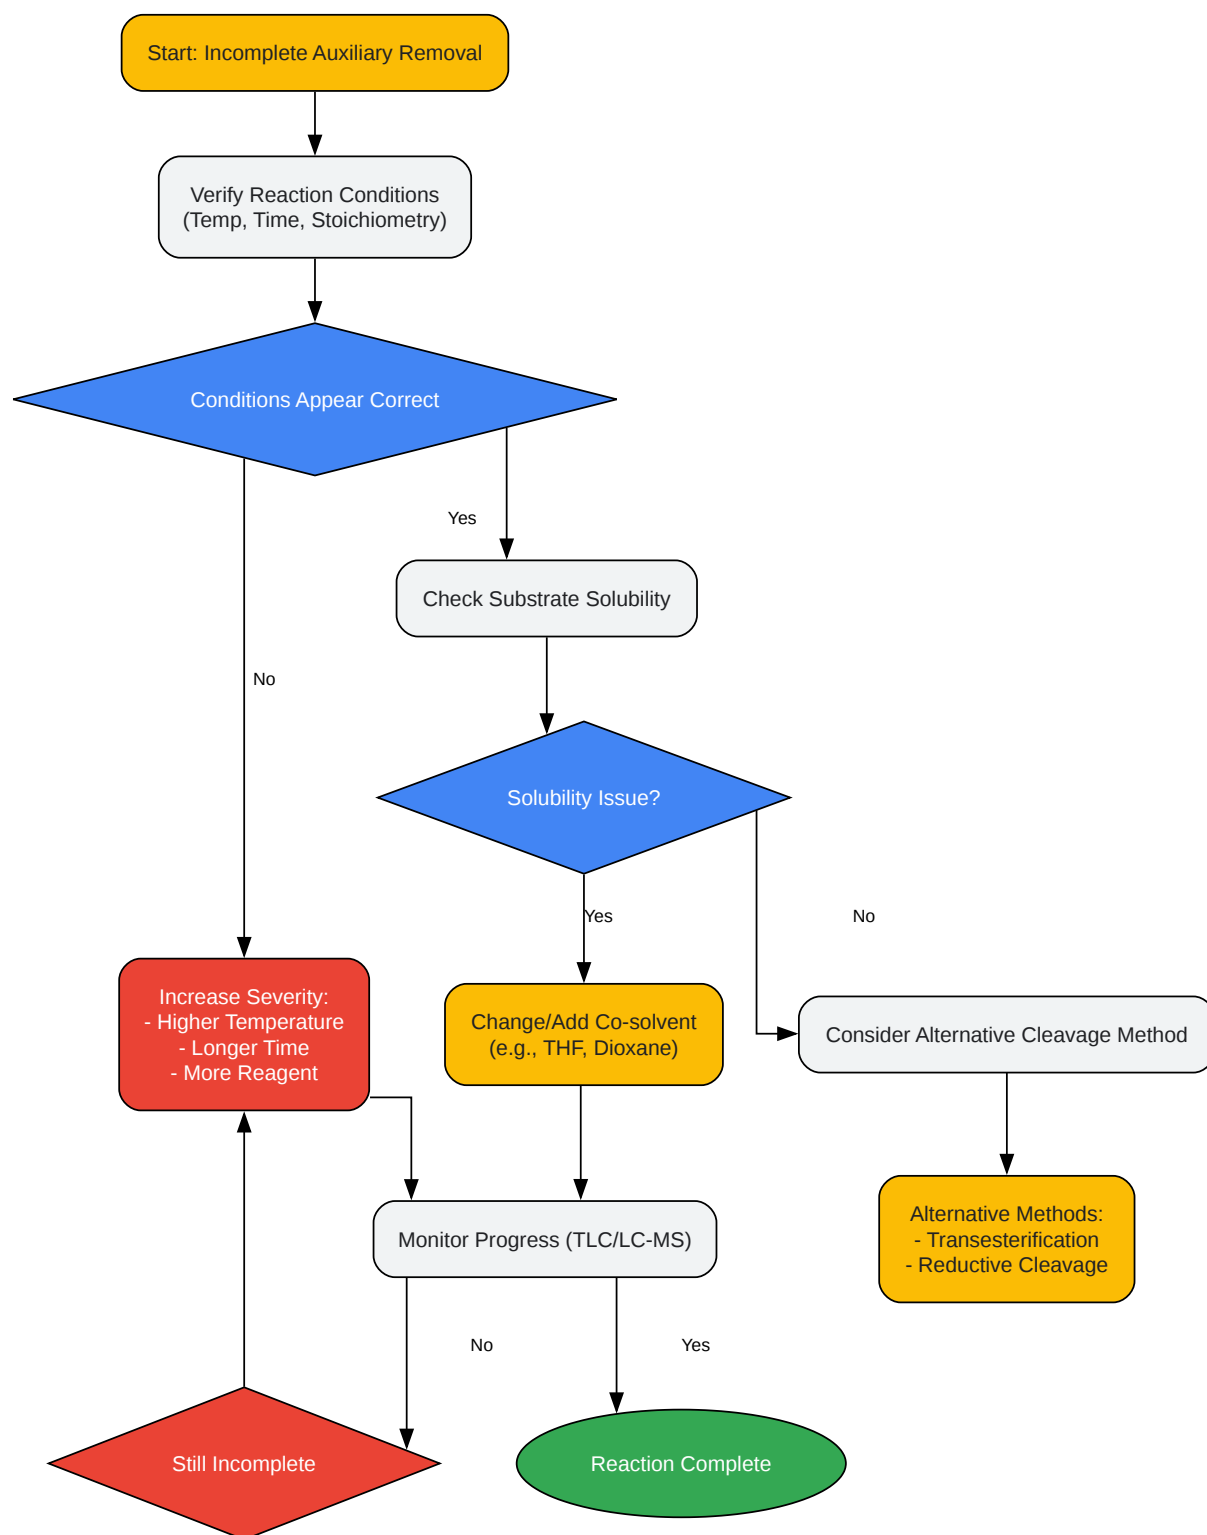 Start: Incomplete Auxiliary Removal
Verify Reaction Conditions
(Temp, Time, Stoichiometry)
Conditions Appear Correct
Yes
Check Substrate Solubility
No
Solubility Issue?
Yes
No
Increase Severity:
- Higher Temperature
- Longer Time
- More Reagent
Change/Add Co-solvent
(e.g., THF, Dioxane)
Consider Alternative Cleavage Method
Monitor Progress (TLC/LC-MS)
Alternative Methods:
- Transesterification
- Reductive Cleavage
No
Yes
Still Incomplete
Reaction Complete